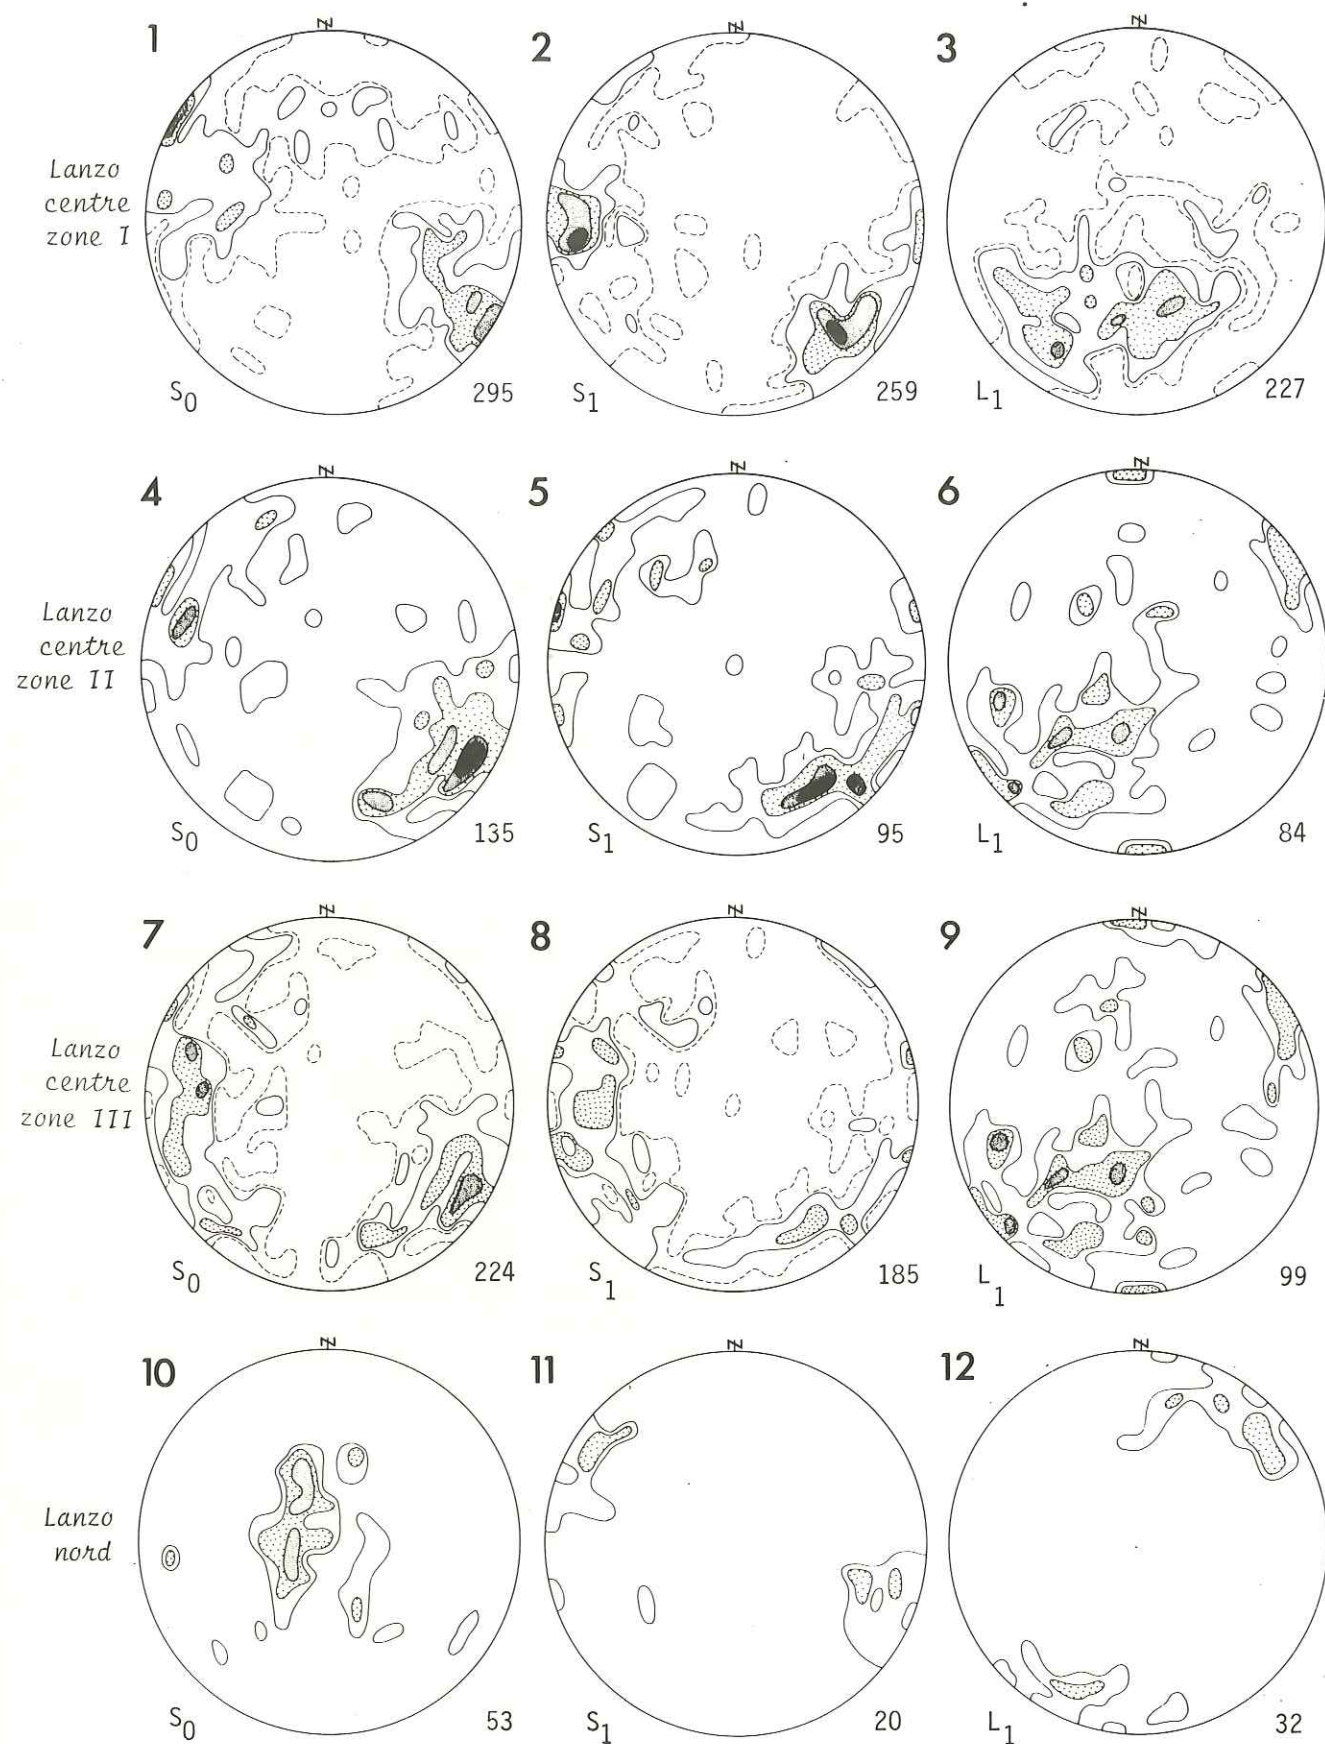 N N N
1 2 3
Lanzo
centre
zone I
S0 295 S1 259 L1 227
N N N
4 5 6
Lanzo
centre
zone II
S0 135 S1 95 L1 84
N N N
7 8 9
Lanzo
centre
zone III
S0 224 S1 185 L1 99
N N N
10 11 12
Lanzo
nord
S0 53 S1 20 L1 32